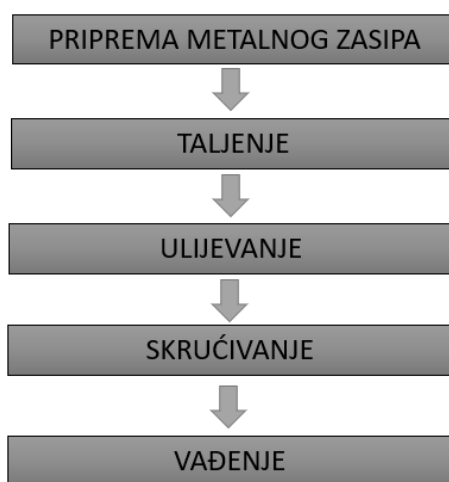 PRIPREMA METALNOG ZASIPA
TALJENJE
ULIJEVANJE
SKRUĆIVANJE
VAĐENJE